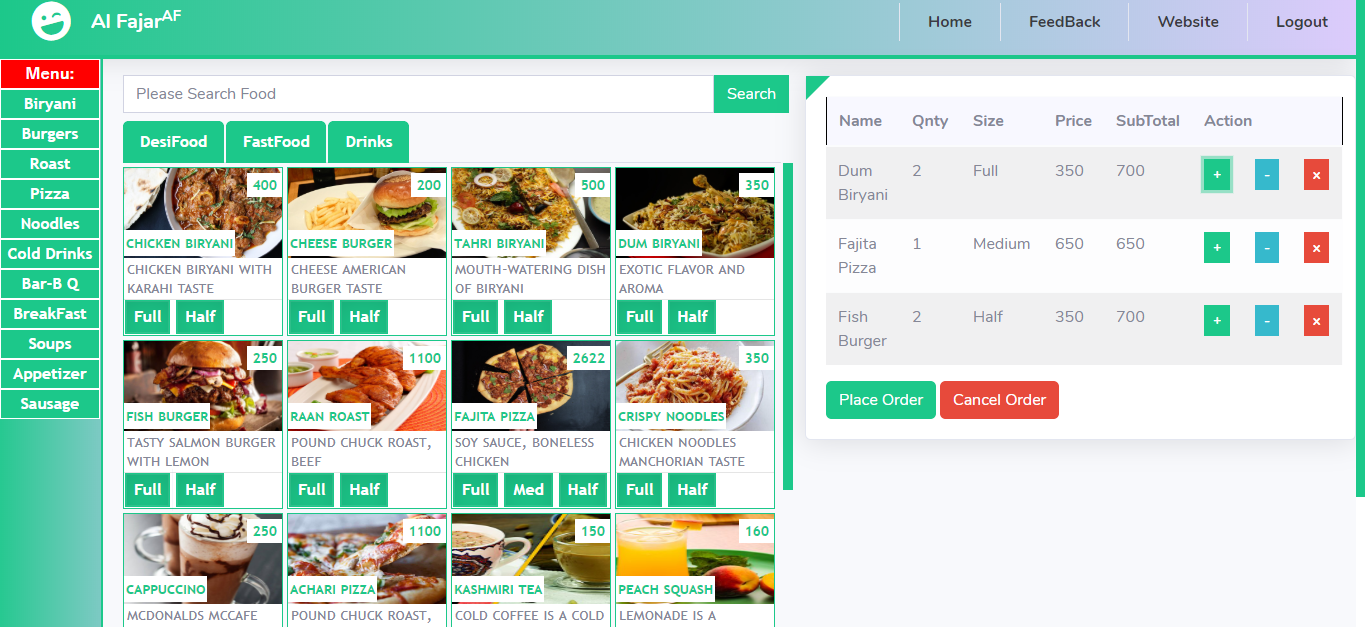 Al Fajar AF
Home
FeedBack
Website
Logout
Menu:
Biryani
Burgers
Roast
Pizza
Noodles
Cold Drinks
Bar-B Q
BreakFast
Soups
Appetizer
Sausage
Please Search Food
Search
DesiFood
FastFood
Drinks
400
CHICKEN BIRYANI
CHICKEN BIRYANI WITH
KARAHI TASTE
Full Half
200
CHEESE BURGER
CHEESE AMERICAN
BURGER TASTE
Full Half
500
TAHRI BIRYANI
MOUTH-WATERING DISH
OF BIRYANI
Full Half
350
DUM BIRYANI
EXOTIC FLAVOR AND
AROMA
Full Half
250
FISH BURGER
TASTY SALMON BURGER
WITH LEMON
Full Half
1100
RAAN ROAST
POUND CHUCK ROAST,
BEEF
Full Half
2622
FAJITA PIZZA
SOY SAUCE, BONELESS
CHICKEN
Full Med Half
350
CRISPY NOODLES
CHICKEN NOODLES
MANCHORIAN TASTE
Full Half
250
CAPPUCCINO
MCDONALDS MCCAFE
1100
ACHARI PIZZA
POUND CHUCK ROAST,
150
KASHMIRI TEA
COLD COFFEE IS A COLD
160
PEACH SQUASH
LEMONADE IS A
Name Qnty Size Price SubTotal Action
Dum 2 Full 350 700 + - x
Biryani
Fajita 1 Medium 650 650 + - x
Pizza
Fish 2 Half 350 700 + - x
Burger
Place Order
Cancel Order